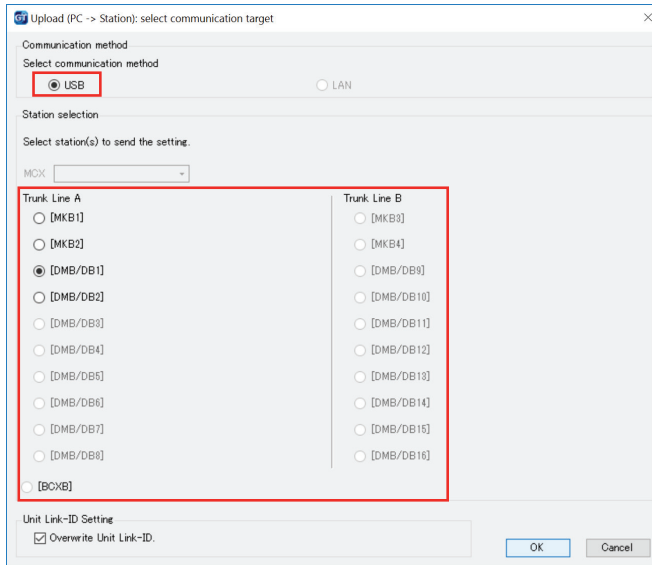 GT Upload (PC -> Station): select communication target
Communication method
Select communication method
USB
LAN
Station selection
Select station(s) to send the setting.
MCX
Trunk Line A
Trunk Line B
[MKB1]
[MKB3]
[MKB2]
[MKB4]
[DMB/DB1]
[DMB/DB9]
[DMB/DB2]
[DMB/DB10]
[DMB/DB3]
[DMB/DB11]
[DMB/DB4]
[DMB/DB12]
[DMB/DB5]
[DMB/DB13]
[DMB/DB6]
[DMB/DB14]
[DMB/DB7]
[DMB/DB15]
[DMB/DB8]
[DMB/DB16]
[BCXB]
Unit Link-ID Setting
Overwrite Unit Link-ID.
OK
Cancel